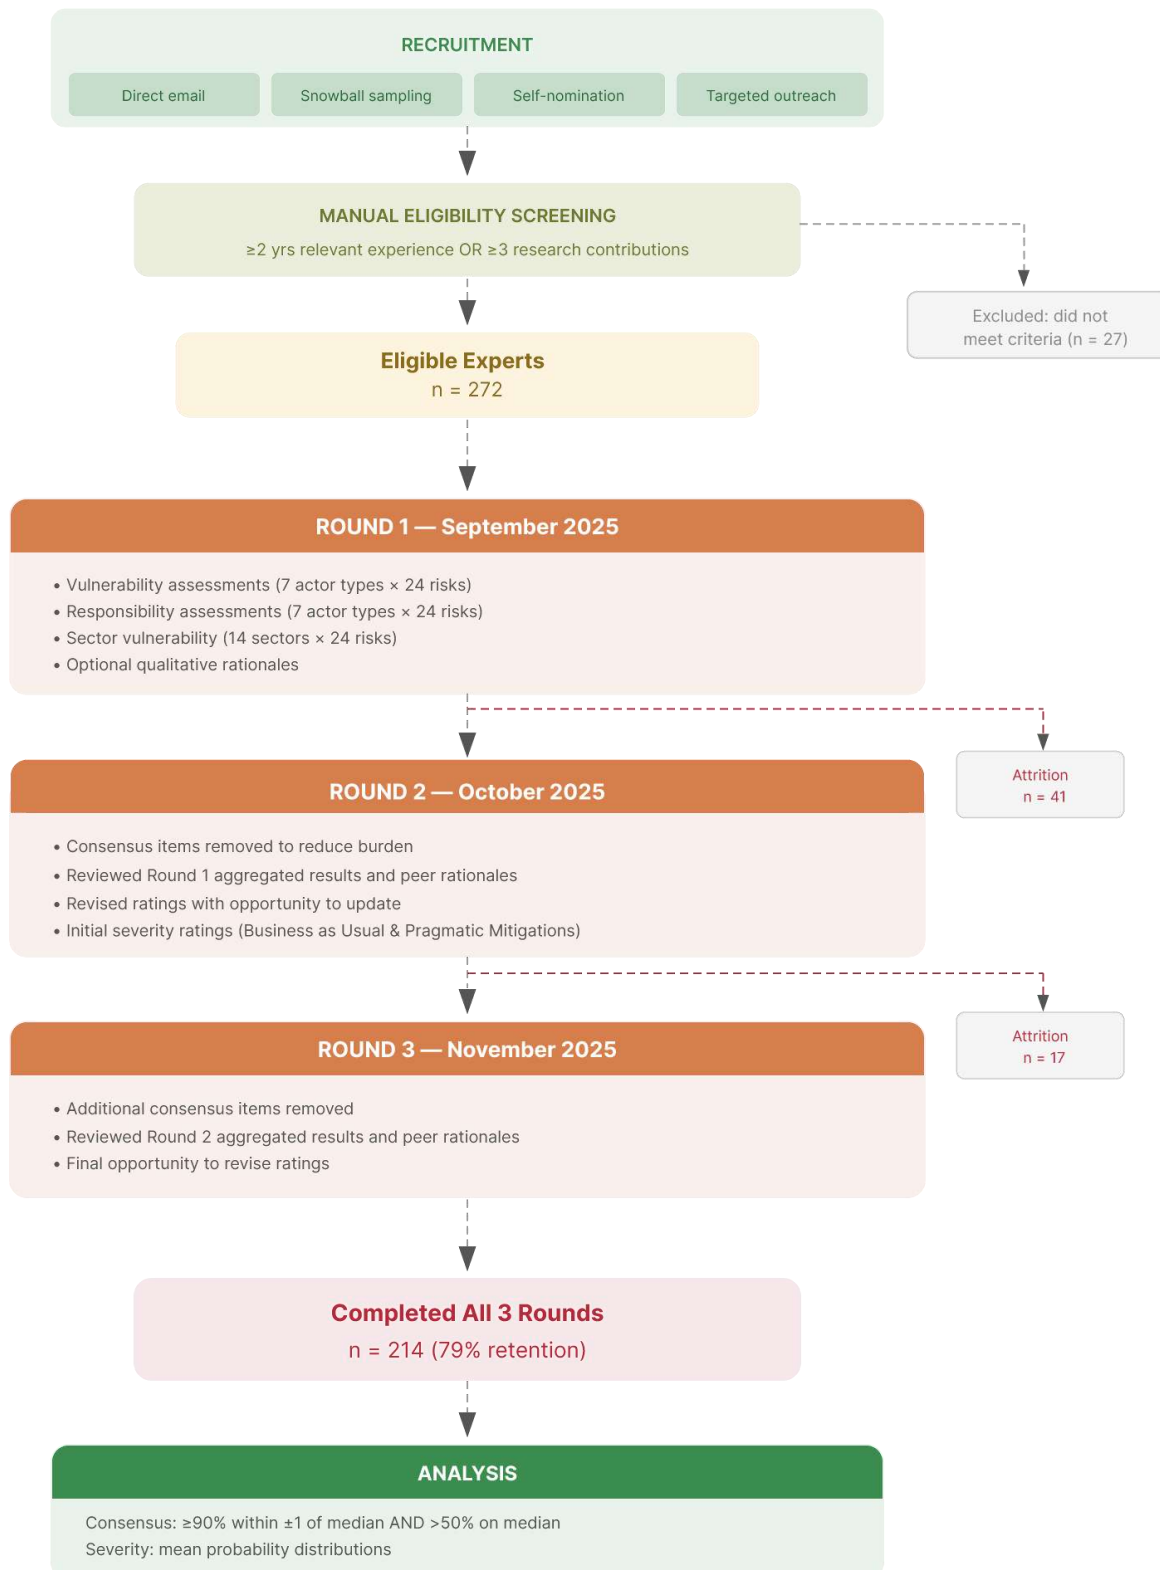 RECRUITMENT
Direct email
Snowball sampling
Self-nomination
Targeted outreach
MANUAL ELIGIBILITY SCREENING
≥2 yrs relevant experience OR ≥3 research contributions
Excluded: did not
meet criteria (n = 27)
Eligible Experts
n = 272
ROUND 1 — September 2025
• Vulnerability assessments (7 actor types × 24 risks)
• Responsibility assessments (7 actor types × 24 risks)
• Sector vulnerability (14 sectors × 24 risks)
• Optional qualitative rationales
Attrition
n = 41
ROUND 2 — October 2025
• Consensus items removed to reduce burden
• Reviewed Round 1 aggregated results and peer rationales
• Revised ratings with opportunity to update
• Initial severity ratings (Business as Usual & Pragmatic Mitigations)
Attrition
n = 17
ROUND 3 — November 2025
• Additional consensus items removed
• Reviewed Round 2 aggregated results and peer rationales
• Final opportunity to revise ratings
Completed All 3 Rounds
n = 214 (79% retention)
ANALYSIS
Consensus: ≥90% within ±1 of median AND >50% on median
Severity: mean probability distributions